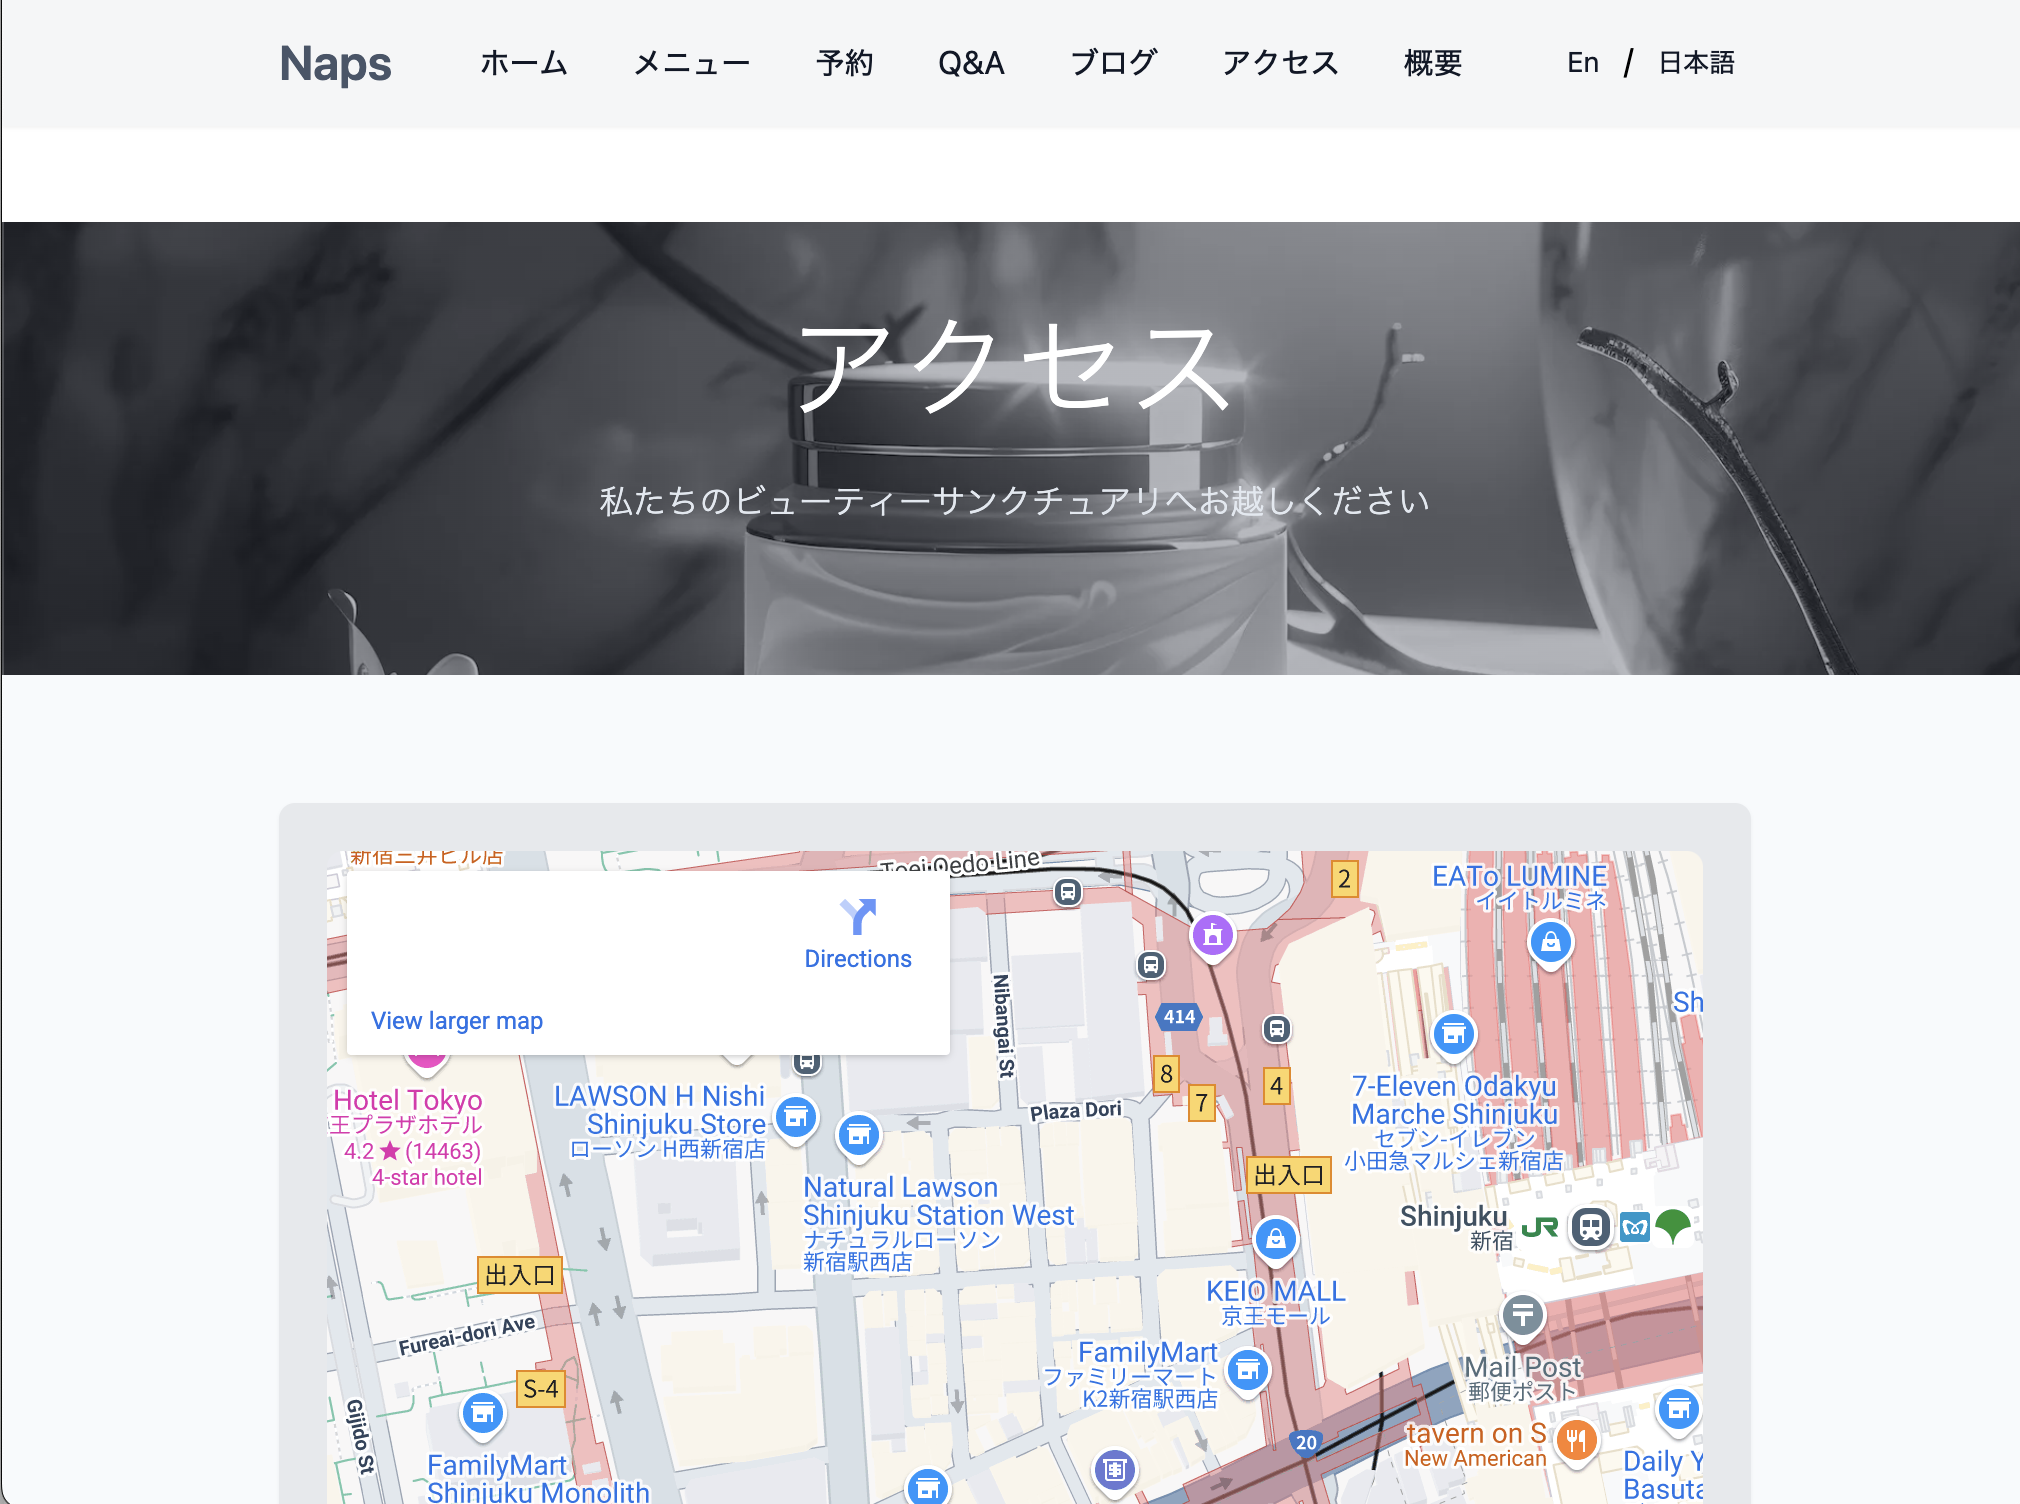 Naps
ホーム
メニュー
予約
Q&A
ブログ
アクセス
概要
En / 日本語
アクセス
私たちのビューティーサンクチュアリへお越しください
新宿三井ビル店
Toei Oedo Line
Directions
View larger map
2
EATo LUMINE
イイトルミネ
Sh
Nibangai St
414
8
7
4
Plaza Dori
Hotel Tokyo
王プラザホテル
4.2 ★ (14463)
4-star hotel
LAWSON H Nishi
Shinjuku Store
ローソン H西新宿店
Natural Lawson
Shinjuku Station West
ナチュラルローソン
新宿駅西店
7-Eleven Odakyu
Marche Shinjuku
セブン-イレブン
小田急マルシェ新宿店
出入口
Shinjuku
新宿
JR
出入口
KEIO MALL
京王モール
Fureai-dori Ave
S-4
Gijido St
FamilyMart
ファミリーマート
K2新宿駅西店
Mail Post
郵便ポスト
20
tavern on S
New American
Daily Y
Basuta
FamilyMart
Shinjuku Monolith